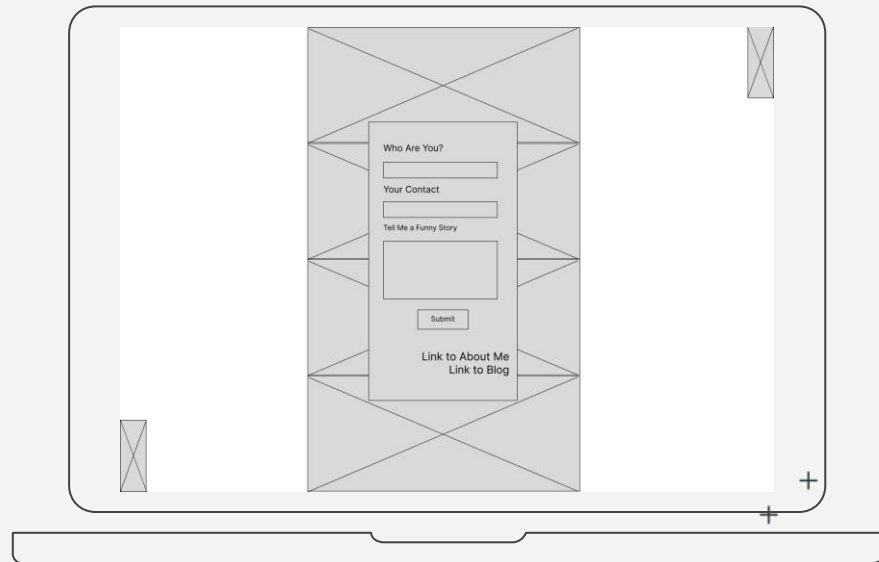 Who Are You?
Your Contact
Tell Me a Funny Story
Submit
Link to About Me
Link to Blog